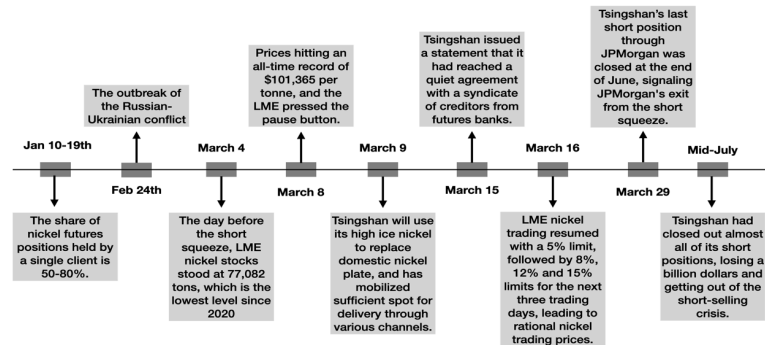 Jan 10-19th
The share of
nickel futures
positions held by
a single client is
50-80%.
The outbreak of
the Russian-
Ukrainian conflict
Feb 24th
March 4
The day before
the short
squeeze, LME
nickel stocks
stood at 77,082
tons, which is the
lowest level since
2020
Prices hitting an
all-time record of
$101,365 per
tonne, and the
LME pressed the
pause button.
March 8
March 9
Tsingshan will use
its high ice nickel to
replace domestic nickel
plate, and has
mobilized
sufficient spot for
delivery through
various channels.
Tsingshan issued
a statement that it
had reached a
quiet agreement
with a syndicate
of creditors from
futures banks.
March 15
March 16
LME nickel
trading resumed
with a 5% limit,
followed by 8%,
12% and 15%
limits for the next
three trading
days, leading to
rational nickel
trading prices.
Tsingshan's last
short position
through
JPMorgan was
closed at the end
of June, signaling
JPMorgan's exit
from the short
squeeze.
March 29
Mid-July
Tsingshan had
closed out almost
all of its short
positions, losing a
billion dollars and
getting out of the
short-selling
crisis.